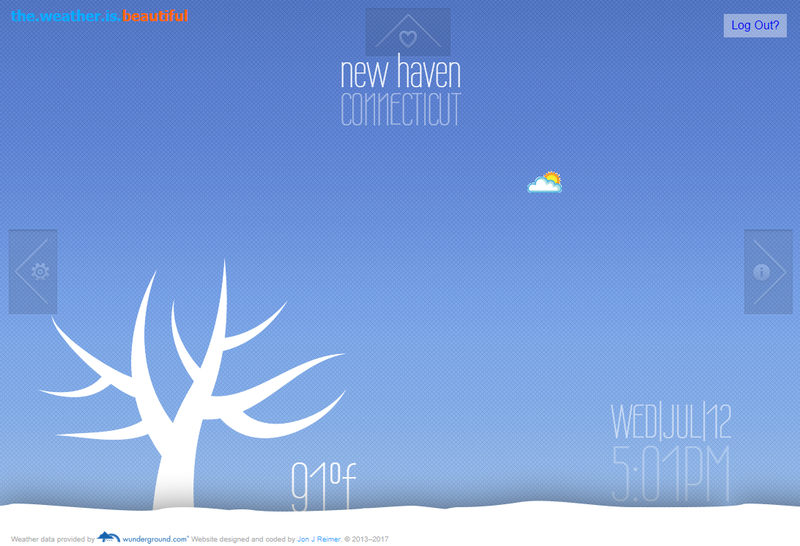 the.weather.is.beautiful
Log Out?
new haven
CONNECTICUT
91ºf
WED|JUL|12
5:01PM
Weather data provided by wunderground.com® Website designed and coded by Jon J Reimer. © 2013–2017